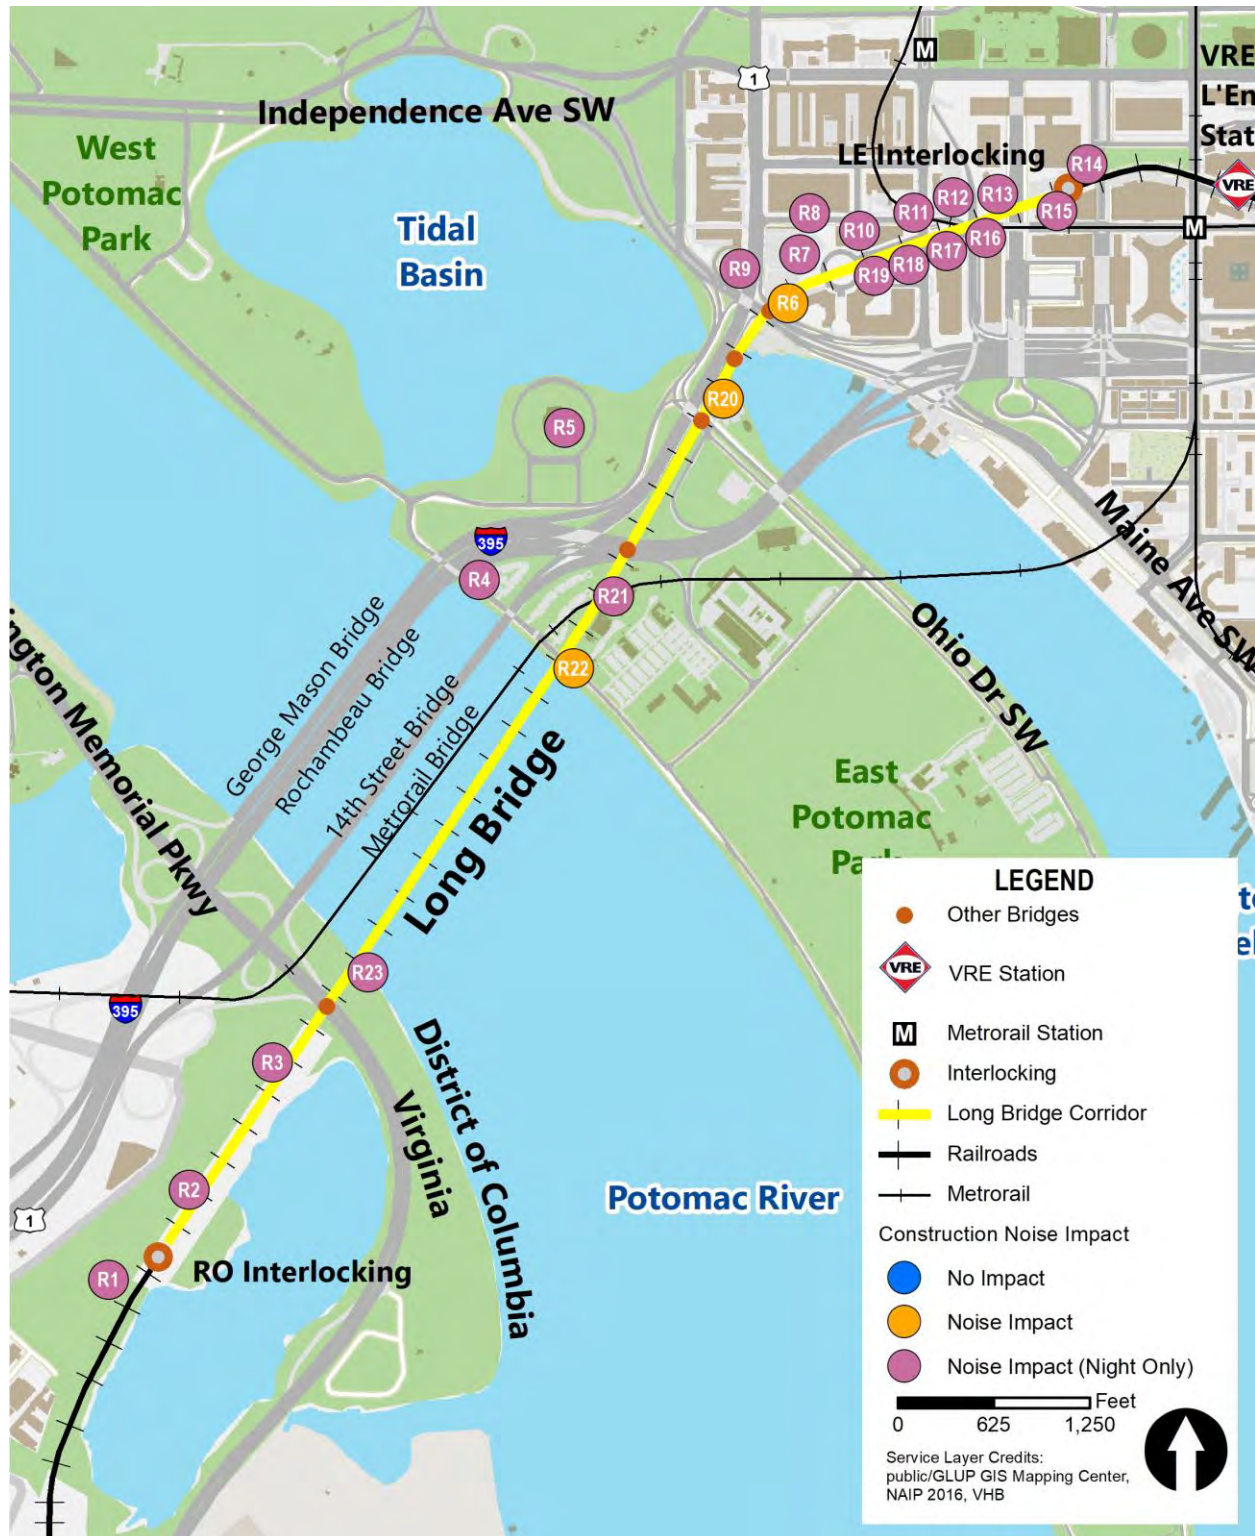 VRE
L'En
Stat
1
M
Independence Ave SW
West
Potomac
Park
LE Interlocking
R14
VRE
Tidal
Basin
R12
R13
R8
R11
R15
R10
M
R16
R7
R17
R9
R18
R19
R6
R20
R5
Maine Ave SW
395
R4
R21
Ohio Dr SW
R22
George Mason Bridge
Rochambeau Bridge
14th Street Bridge
Metrorail Bridge
ington Memorial Pkwy
Long Bridge
East
Potomac
R23
395
R3
District of Columbia
Virginia
R2
Potomac River
1
R1
RO Interlocking
LEGEND
Other Bridges
VRE
VRE Station
M
Metrorail Station
Interlocking
Long Bridge Corridor
Railroads
Metrorail
Construction Noise Impact
No Impact
Noise Impact
Noise Impact (Night Only)
Feet
0 625 1,250
Service Layer Credits:
public/GLUP GIS Mapping Center,
NAIP 2016, VHB